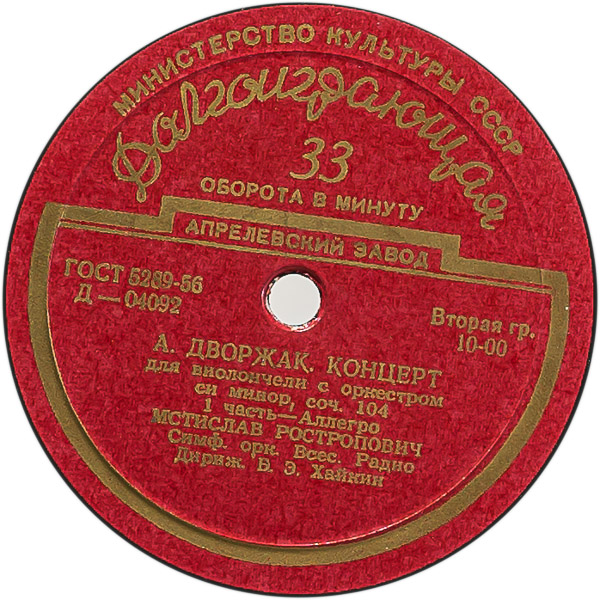 МИНИСТЕРСТВО КУЛЬТУРЫ СССР
Долгоиграющая
33
ОБОРОТА В МИНУТУ
АПРЕЛЕВСКИЙ ЗАВОД
ГОСТ 5289-56
Д — 04092
Вторая гр.
10-00
А. ДВОРЖАК. КОНЦЕРТ
для виолончели с оркестром
си минор, соч. 104
1 часть—Аллегро
МСТИСЛАВ РОСТРОПОВИЧ
Симф. орк. Всес. Радио
Дириж. Б. Э. Хайкин